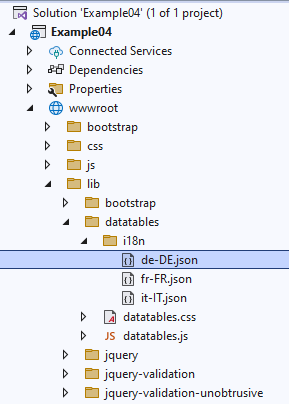 Solution 'Example04' (1 of 1 project)
Example04
Connected Services
Dependencies
Properties
wwwroot
bootstrap
css
js
lib
bootstrap
datatables
i18n
de-DE.json
fr-FR.json
it-IT.json
datatables.css
JS datatables.js
jquery
jquery-validation
jquery-validation-unobtrusive